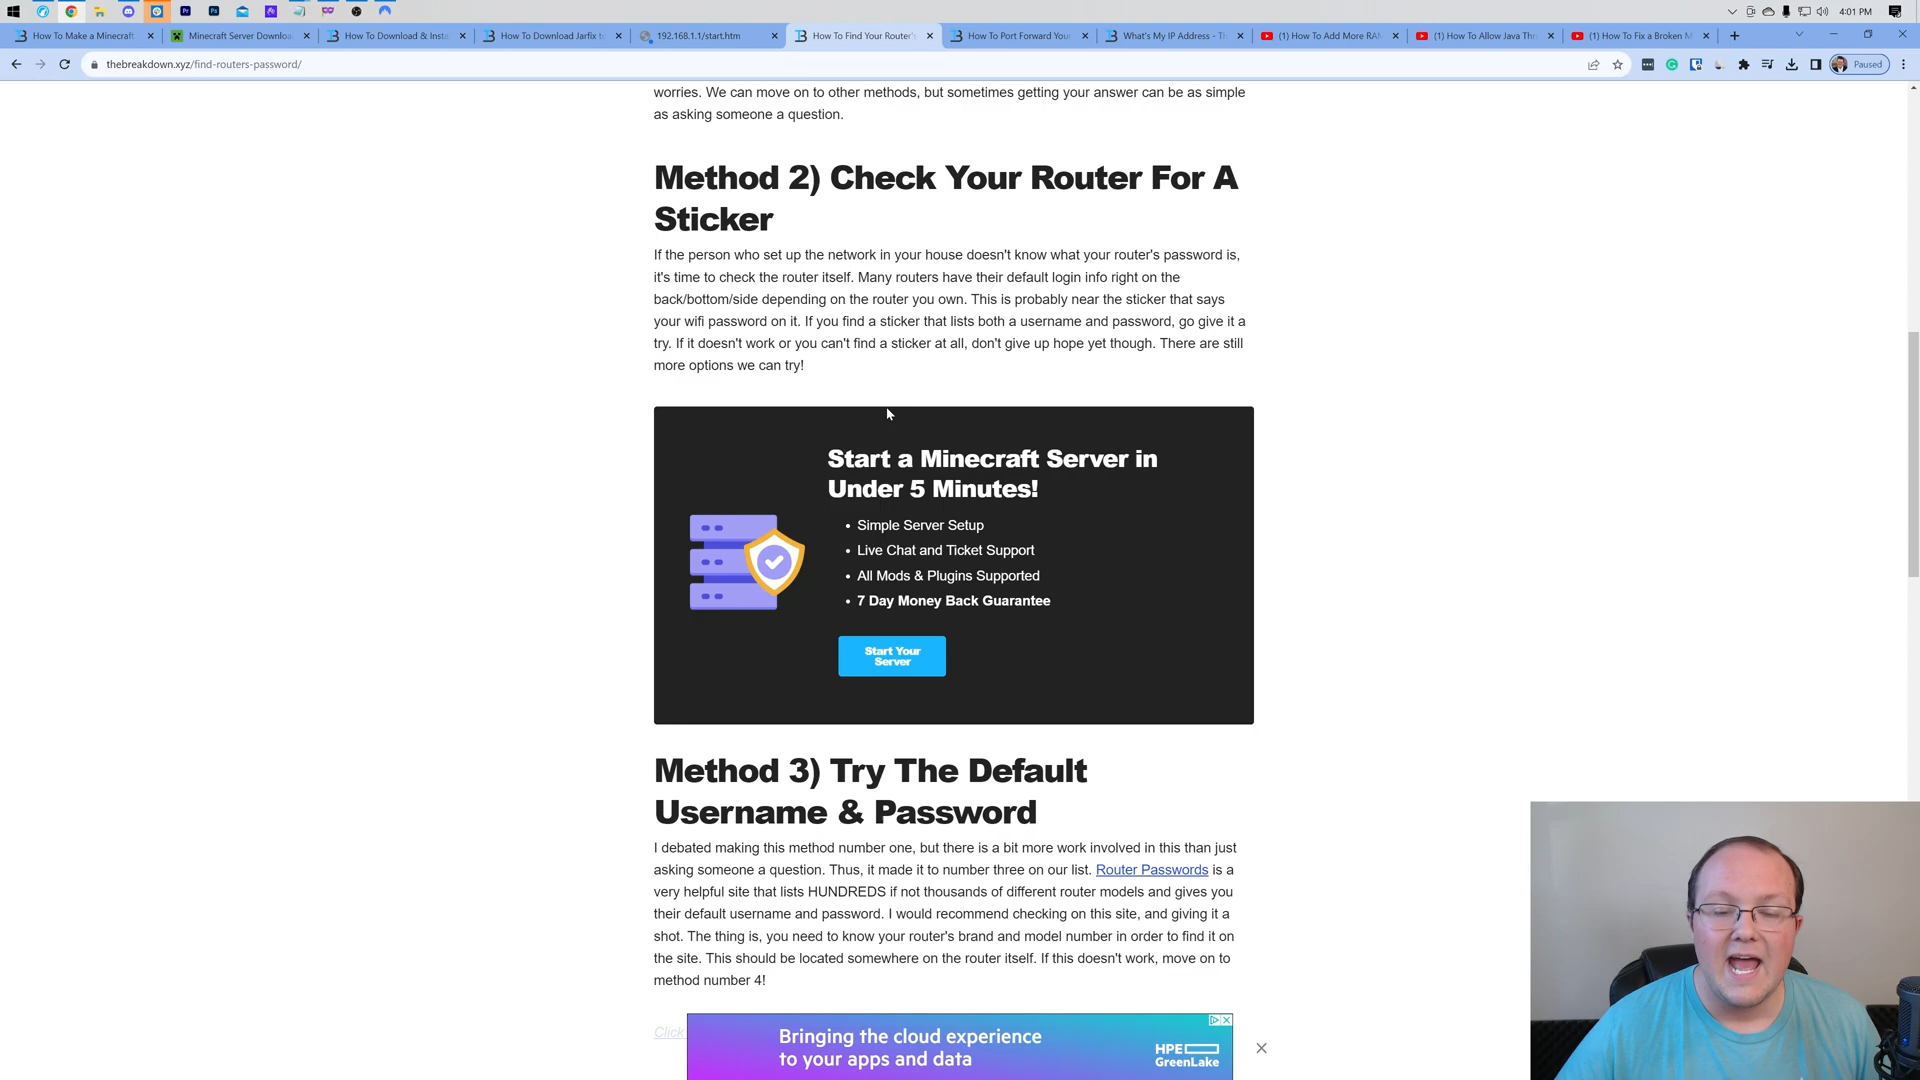 4:01 PM
How To Make a Minecraft
Minecraft Server Downloa
How To Download & Insta
How To Download Jarfix t
192.168.1.1/start.htm
How To Find Your Router'
How To Port Forward Your
What's My IP Address - Th
(1) How To Add More RAM
(1) How To Allow Java Thr
(1) How To Fix a Broken M
thebreakdown.xyz/find-routers-password/
Paused
worries. We can move on to other methods, but sometimes getting your answer can be as simple
as asking someone a question.
Method 2) Check Your Router For A
Sticker
If the person who set up the network in your house doesn't know what your router's password is,
it's time to check the router itself. Many routers have their default login info right on the
back/bottom/side depending on the router you own. This is probably near the sticker that says
your wifi password on it. If you find a sticker that lists both a username and password, go give it a
try. If it doesn't work or you can't find a sticker at all, don't give up hope yet though. There are still
more options we can try!
Start a Minecraft Server in
Under 5 Minutes!
• Simple Server Setup
• Live Chat and Ticket Support
• All Mods & Plugins Supported
• 7 Day Money Back Guarantee
Start Your
Server
Method 3) Try The Default
Username & Password
I debated making this method number one, but there is a bit more work involved in this than just
asking someone a question. Thus, it made it to number three on our list. Router Passwords is a
very helpful site that lists HUNDREDS if not thousands of different router models and gives you
their default username and password. I would recommend checking on this site, and giving it a
shot. The thing is, you need to know your router's brand and model number in order to find it on
the site. This should be located somewhere on the router itself. If this doesn't work, move on to
method number 4!
Click
Bringing the cloud experience
to your apps and data
HPE
GreenLake